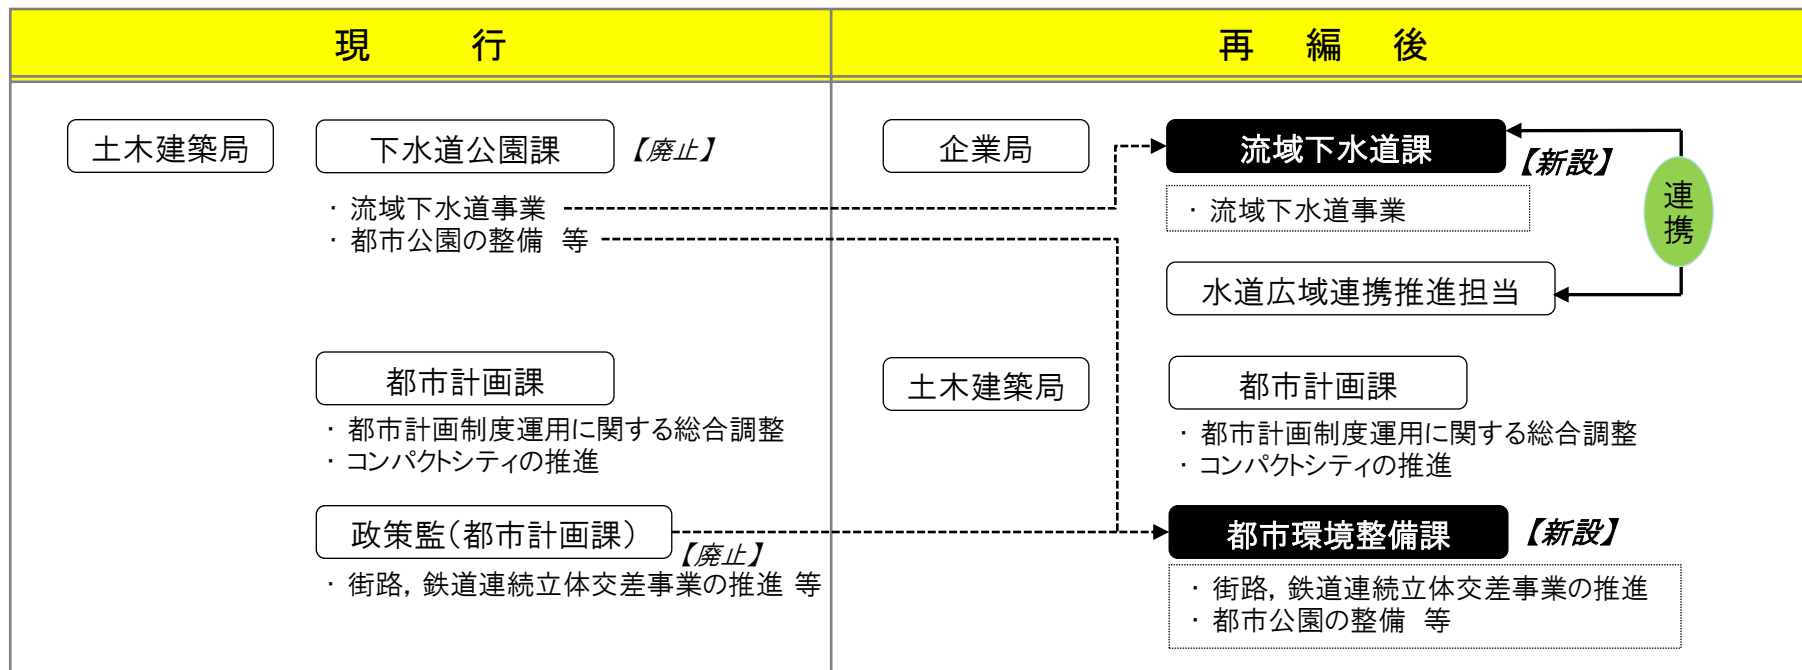 現　　行
土木建築局
下水道公園課
【廃止】
・ 流域下水道事業
・ 都市公園の整備　等
都市計画課
・ 都市計画制度運用に関する総合調整
・ コンパクトシティの推進
政策監（都市計画課）
【廃止】
・ 街路，鉄道連続立体交差事業の推進 等
再　編　後
企業局
流域下水道課
【新設】
・ 流域下水道事業
連携
水道広域連携推進担当
土木建築局
都市計画課
・ 都市計画制度運用に関する総合調整
・ コンパクトシティの推進
都市環境整備課
【新設】
・ 街路，鉄道連続立体交差事業の推進
・ 都市公園の整備　等